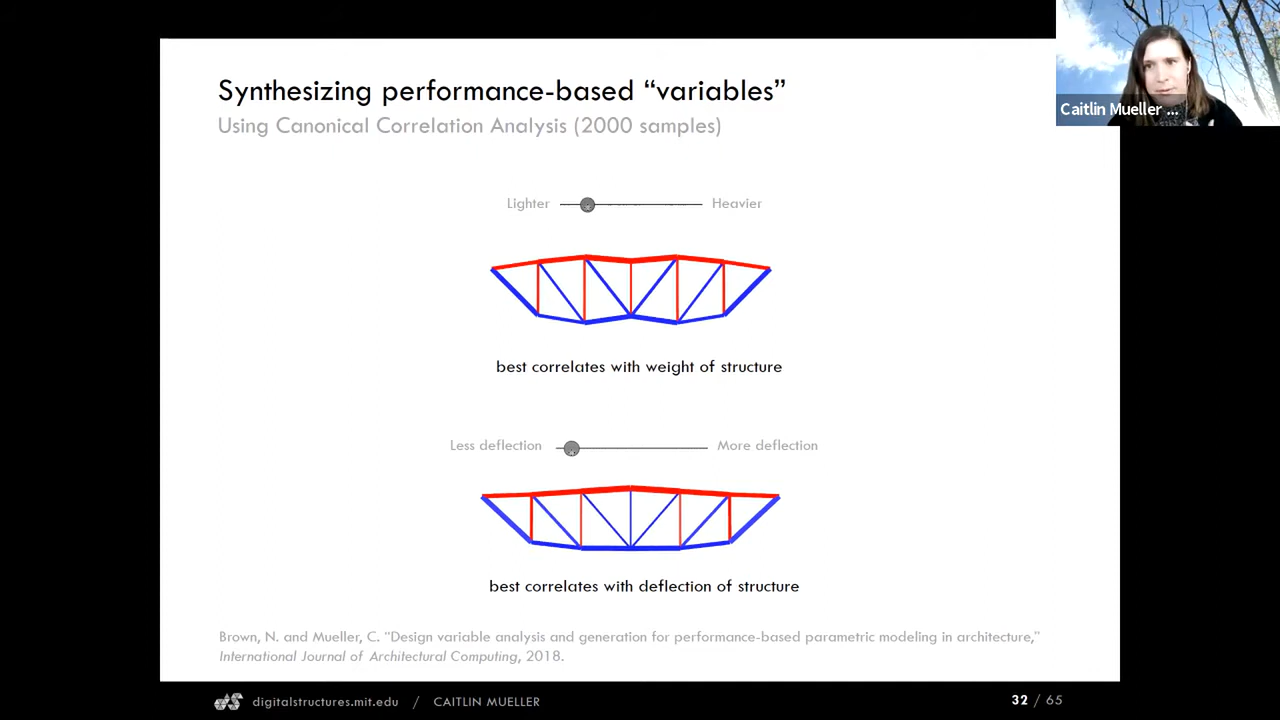 Synthesizing performance-based “variables”
Using Canonical Correlation Analysis (2000 samples)
Caitlin Mueller ...
Lighter Heavier
best correlates with weight of structure
Less deflection More deflection
best correlates with deflection of structure
Brown, N. and Mueller, C. "Design variable analysis and generation for performance-based parametric modeling in architecture,"
International Journal of Architectural Computing, 2018.
digitalstructures.mit.edu / CAITLIN MUELLER 32 / 65